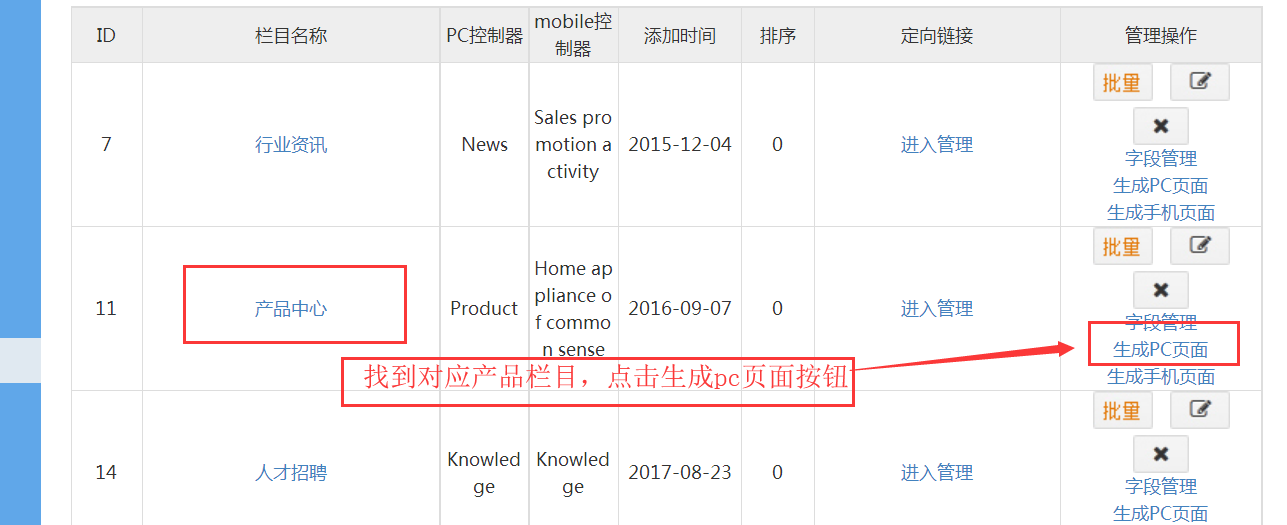 ID 栏目名称 PC控制器 mobile控制器 添加时间 排序 定向链接 管理操作
7 行业资讯 News Sales promotion activity 2015-12-04 0 进入管理 批量
字段管理
生成PC页面
生成手机页面
11 产品中心 Product Home appliance of common sense 2016-09-07 0 进入管理 批量
字段管理
生成PC页面
生成手机页面
找到对应产品栏目，点击生成pc页面按钮
14 人才招聘 Knowledge Knowledge 2017-08-23 0 进入管理 批量
字段管理
生成PC页面